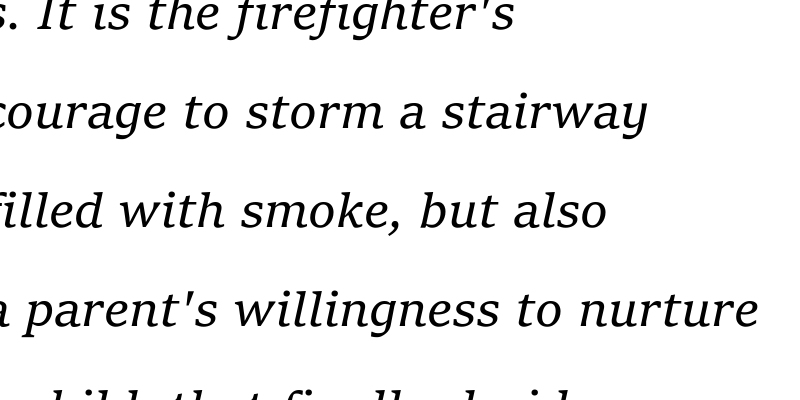 s. It is the firefighter's
courage to storm a stairway
filled with smoke, but also
a parent's willingness to nurture